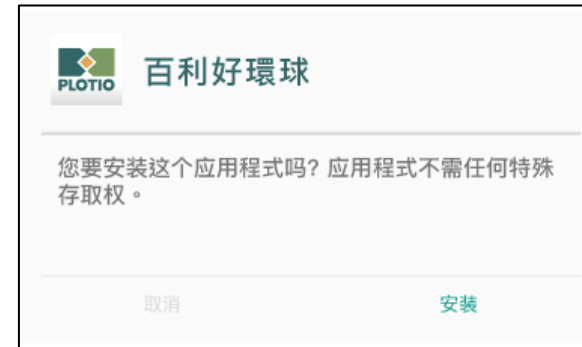 PLOTIO
百利好環球
您要安装这个应用程式吗? 应用程式不需任何特殊
存取权。
取消
安装